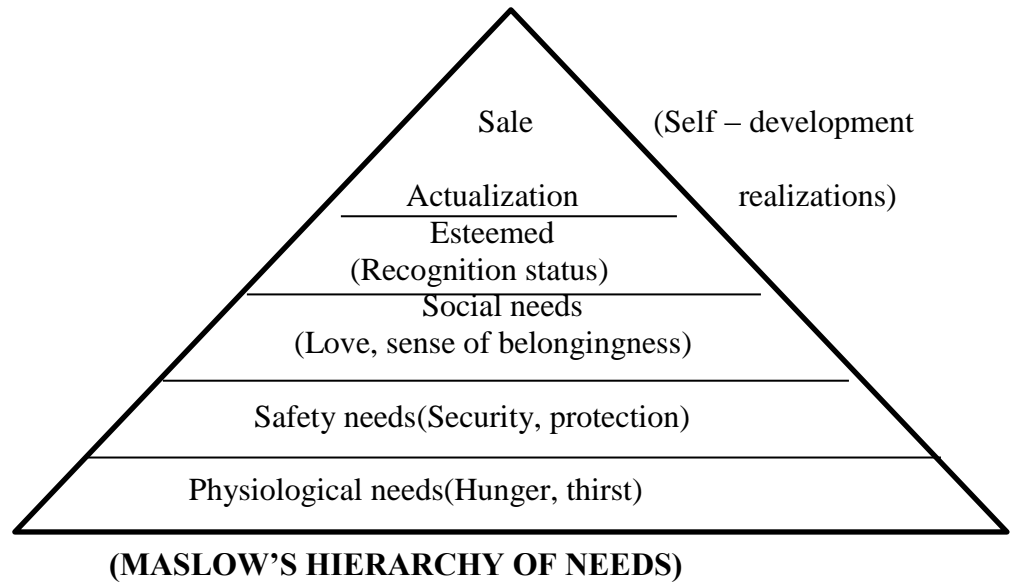 Sale (Self – development
Actualization realizations)
Esteemed
(Recognition status)
Social needs
(Love, sense of belongingness)
Safety needs(Security, protection)
Physiological needs(Hunger, thirst)
(MASLOW’S HIERARCHY OF NEEDS)